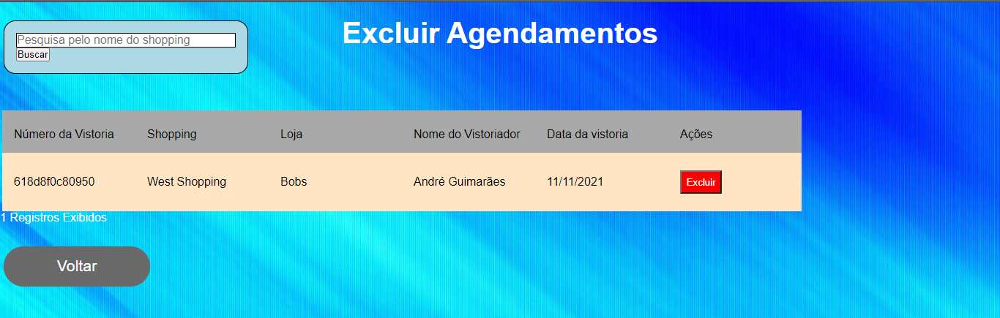 Excluir Agendamentos
Pesquisa pelo nome do shopping
Buscar
Número da Vistoria Shopping Loja Nome do Vistoriador Data da vistoria Ações
618d8f0c80950 West Shopping Bobs André Guimarães 11/11/2021 Excluir
1 Registros Exibidos
Voltar